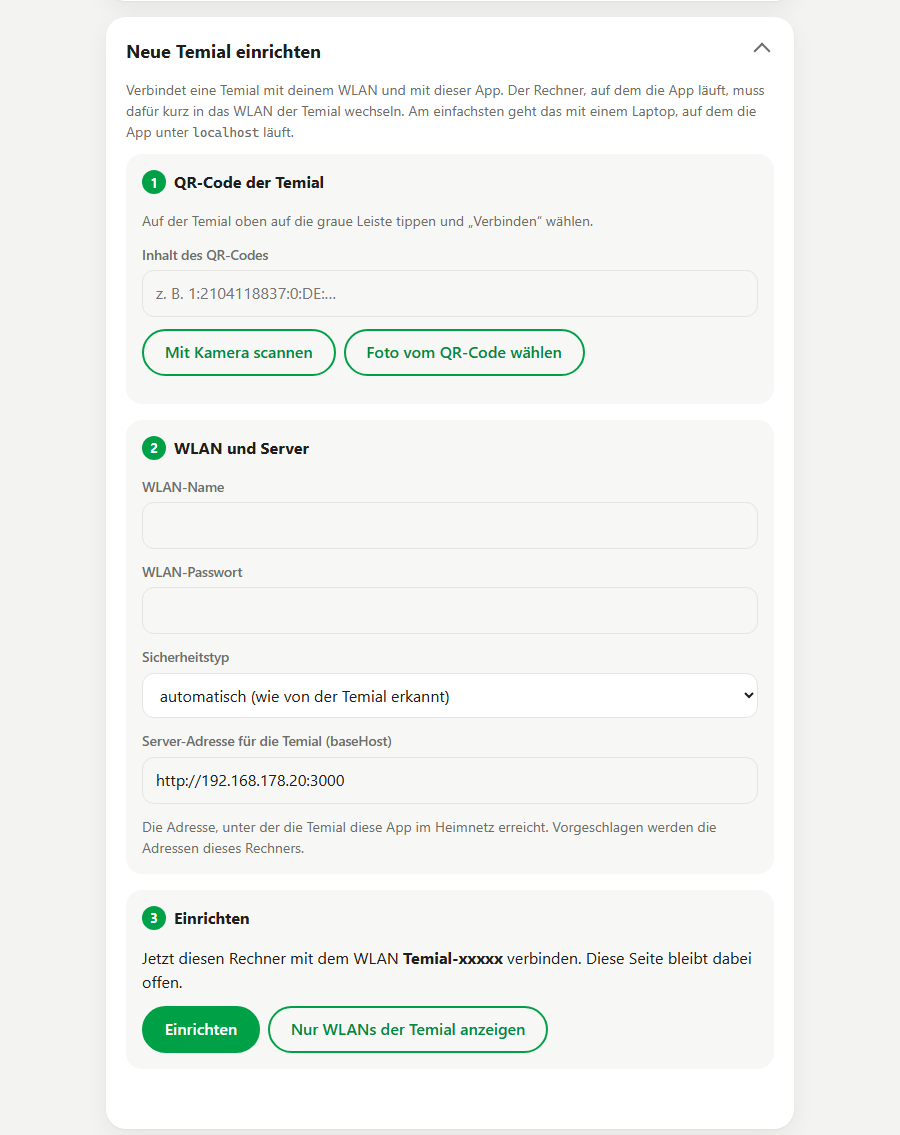 Neue Temial einrichten
Verbindet eine Temial mit deinem WLAN und mit dieser App. Der Rechner, auf dem die App läuft, muss
dafür kurz in das WLAN der Temial wechseln. Am einfachsten geht das mit einem Laptop, auf dem die
App unter localhost läuft.
1 QR-Code der Temial
Auf der Temial oben auf die graue Leiste tippen und „Verbinden“ wählen.
Inhalt des QR-Codes
z. B. 1:2104118837:0:DE:...
Mit Kamera scannen Foto vom QR-Code wählen
2 WLAN und Server
WLAN-Name
WLAN-Passwort
Sicherheitstyp
automatisch (wie von der Temial erkannt)
Server-Adresse für die Temial (baseHost)
http://192.168.178.20:3000
Die Adresse, unter der die Temial diese App im Heimnetz erreicht. Vorgeschlagen werden die
Adressen dieses Rechners.
3 Einrichten
Jetzt diesen Rechner mit dem WLAN Temial-xxxxx verbinden. Diese Seite bleibt dabei
offen.
Einrichten Nur WLANs der Temial anzeigen